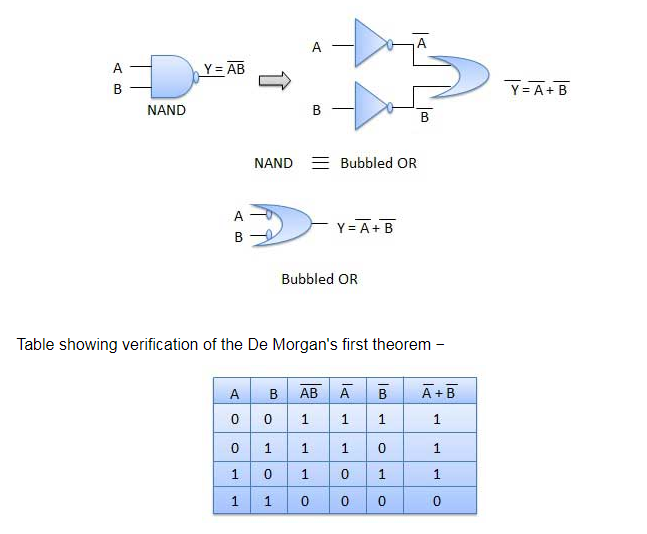 A
B
NAND
Y = A̅B̅
A
A̅
B
B̅
Y̅ = A̅ + B̅
NAND ≡ Bubbled OR
A
B
Y = A̅ + B̅
Bubbled OR
Table showing verification of the De Morgan's first theorem −
A B A̅B̅ A̅ B̅ A̅ + B̅
0 0 1 1 1 1
0 1 1 1 0 1
1 0 1 0 1 1
1 1 0 0 0 0